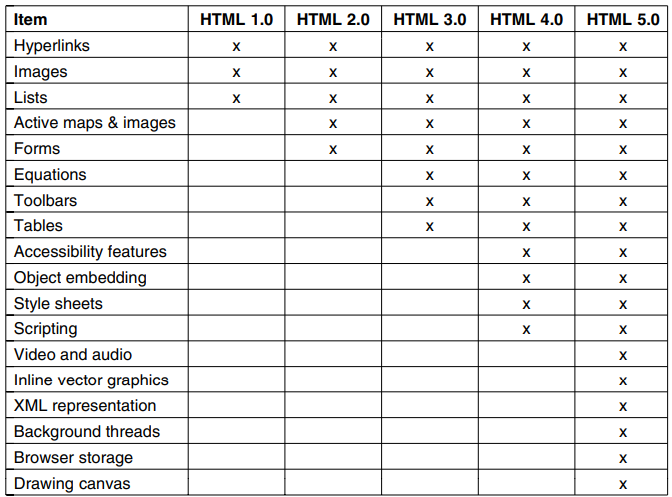 Item HTML 1.0 HTML 2.0 HTML 3.0 HTML 4.0 HTML 5.0
Hyperlinks x x x x x
Images x x x x x
Lists x x x x x
Active maps & images x x x x
Forms x x x x
Equations x x x
Toolbars x x x
Tables x x x
Accessibility features x x
Object embedding x x
Style sheets x x
Scripting x x
Video and audio x
Inline vector graphics x
XML representation x
Background threads x
Browser storage x
Drawing canvas x